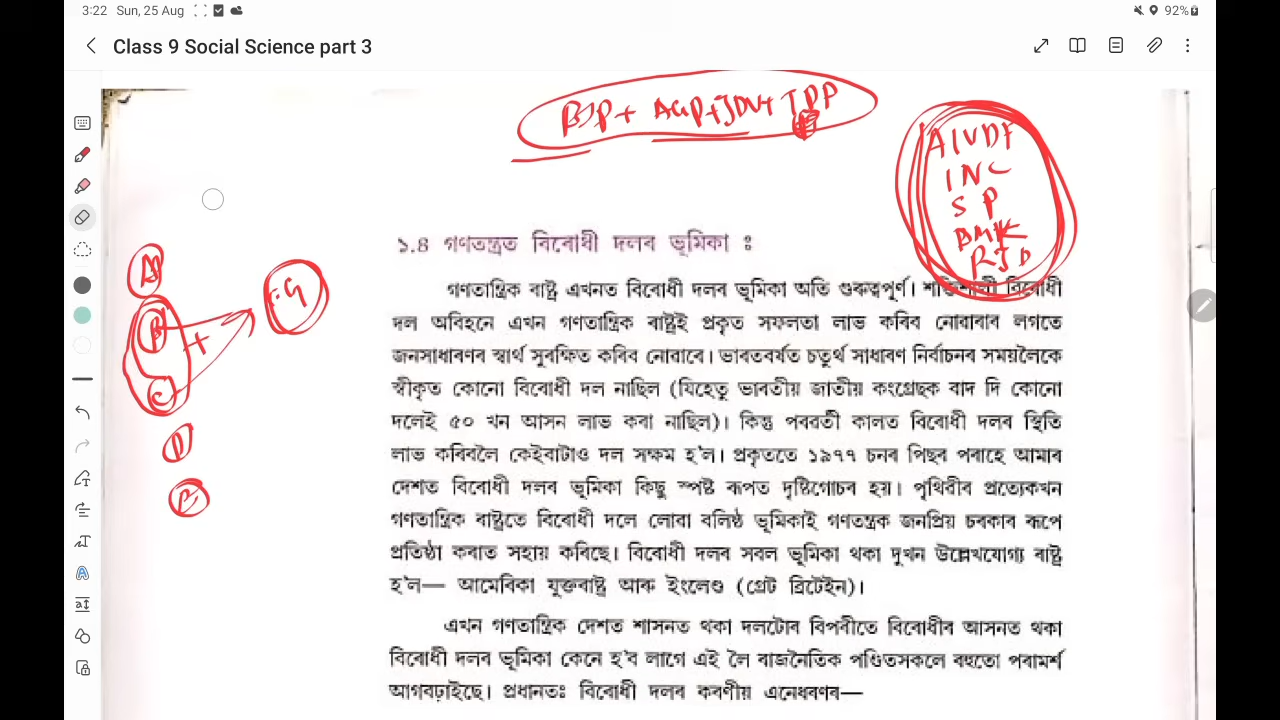 3:22 Sun, 25 Aug
92%
Class 9 Social Science part 3
BJP + AGP + JDU + TDP
AIUDF
INC
SP
DMK
RJD
A
B
+
C
D
E
১.৪ গণতন্ত্ৰত বিৰোধী দলৰ ভূমিকা ঃ
গণতান্ত্ৰিক ৰাষ্ট্ৰ এখনত বিৰোধী দলৰ ভূমিকা অতি গুৰুত্বপূৰ্ণ। শক্তিশালী বিৰোধী
দল অবিহনে এখন গণতান্ত্ৰিক ৰাষ্ট্ৰই প্ৰকৃত সফলতা লাভ কৰিব নোৱাৰাৰ লগতে
জনসাধাৰণৰ স্বাৰ্থ সুৰক্ষিত কৰিব নোৱাৰে। ভাৰতবৰ্ষত চতুৰ্থ সাধাৰণ নিৰ্বাচনৰ সময়লৈকে
স্বীকৃত কোনো বিৰোধী দল নাছিল (যিহেতু ভাৰতীয় জাতীয় কংগ্ৰেছক বাদ দি কোনো
দলেই ৫০ খন আসন লাভ কৰা নাছিল)। কিন্তু পৰৱৰ্তী কালত বিৰোধী দলৰ স্থিতি
লাভ কৰিবলৈ কেইবাটাও দল সক্ষম হ'ল। প্ৰকৃততে ১৯৭৭ চনৰ পিছৰ পৰাহে আমাৰ
দেশত বিৰোধী দলৰ ভূমিকা কিছু স্পষ্ট ৰূপত দৃষ্টিগোচৰ হয়। পৃথিৱীৰ প্ৰত্যেকখন
গণতান্ত্ৰিক ৰাষ্ট্ৰতে বিৰোধী দলে লোৱা বলিষ্ঠ ভূমিকাই গণতন্ত্ৰক জনপ্ৰিয় চৰকাৰ ৰূপে
প্ৰতিষ্ঠা কৰাত সহায় কৰিছে। বিৰোধী দলৰ সবল ভূমিকা থকা দুখন উল্লেখযোগ্য ৰাষ্ট্ৰ
হ'ল— আমেৰিকা যুক্তৰাষ্ট্ৰ আৰু ইংলেণ্ড (গ্ৰেট ব্ৰিটেইন)।
এখন গণতান্ত্ৰিক দেশত শাসনত থকা দলটোৰ বিপৰীতে বিৰোধীৰ আসনত থকা
বিৰোধী দলৰ ভূমিকা কেনে হ'ব লাগে এই লৈ ৰাজনৈতিক পণ্ডিতসকলে বহুতো পৰামৰ্শ
আগবঢ়াইছে। প্ৰধানতঃ বিৰোধী দলৰ কৰণীয় এনেধৰণৰ—